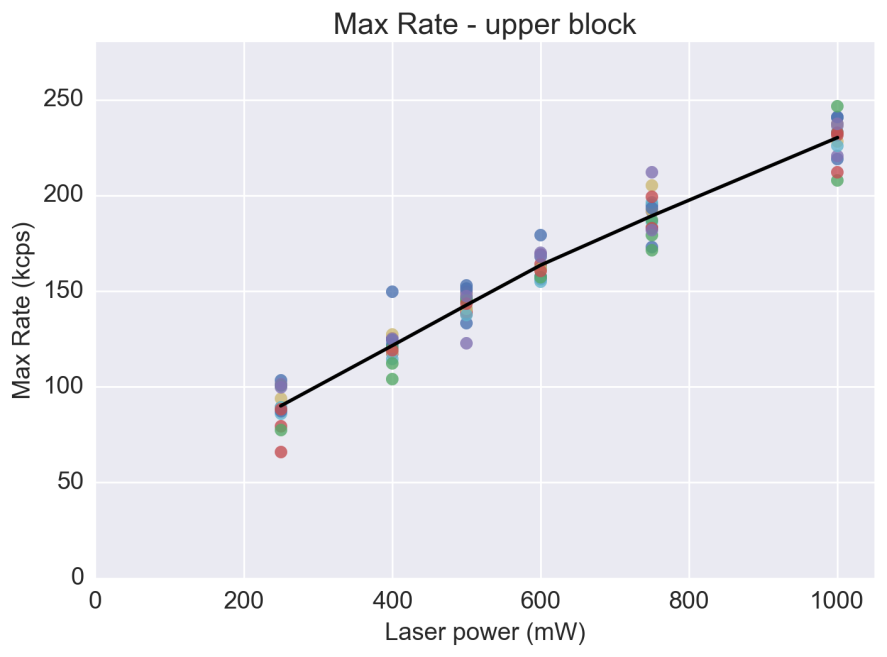 Max Rate - upper block
Max Rate (kcps)
250
200
150
100
50
0
0 200 400 600 800 1000
Laser power (mW)